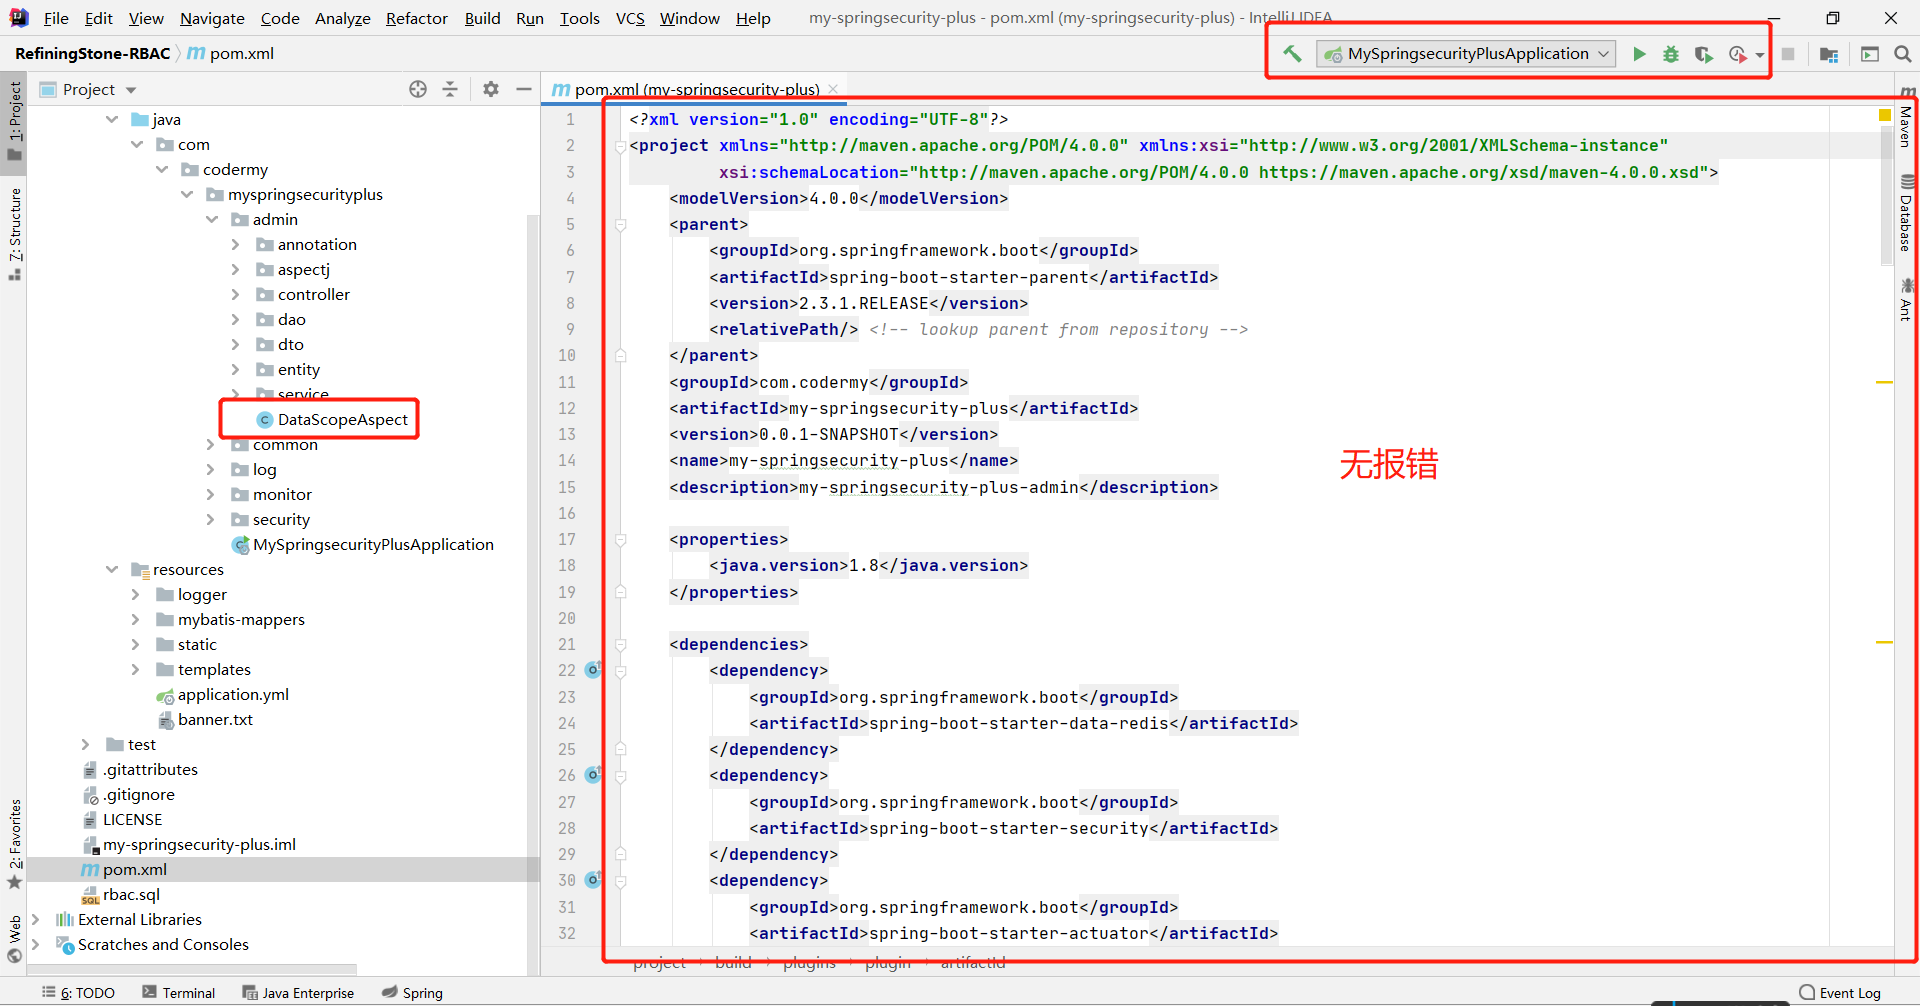 File Edit View Navigate Code Analyze Refactor Build Run Tools VCS Window Help my-springsecurity-plus - pom.xml (my-springsecurity-plus) - IntelliJ IDEA
RefiningStone-RBAC m pom.xml MySpringsecurityPlusApplication
Project
1: Project
7: Structure
2: Favorites
Web
java
com
codermy
myspringsecurityplus
admin
annotation
aspectj
controller
dao
dto
entity
service
DataScopeAspect
common
log
monitor
security
MySpringsecurityPlusApplication
resources
logger
mybatis-mappers
static
templates
application.yml
banner.txt
test
.gitattributes
.gitignore
LICENSE
my-springsecurity-plus.iml
m pom.xml
SQL rbac.sql
External Libraries
Scratches and Consoles
m pom.xml (my-springsecurity-plus)
1 <?xml version="1.0" encoding="UTF-8"?>
2 <project xmlns="http://maven.apache.org/POM/4.0.0" xmlns:xsi="http://www.w3.org/2001/XMLSchema-instance"
3 xsi:schemaLocation="http://maven.apache.org/POM/4.0.0 https://maven.apache.org/xsd/maven-4.0.0.xsd">
4 <modelVersion>4.0.0</modelVersion>
5 <parent>
6 <groupId>org.springframework.boot</groupId>
7 <artifactId>spring-boot-starter-parent</artifactId>
8 <version>2.3.1.RELEASE</version>
9 <relativePath/> <!-- lookup parent from repository -->
10 </parent>
11 <groupId>com.codermy</groupId>
12 <artifactId>my-springsecurity-plus</artifactId>
13 <version>0.0.1-SNAPSHOT</version>
14 <name>my-springsecurity-plus</name>
15 <description>my-springsecurity-plus-admin</description>
16
17 <properties>
18 <java.version>1.8</java.version>
19 </properties>
20
21 <dependencies>
22 <dependency>
23 <groupId>org.springframework.boot</groupId>
24 <artifactId>spring-boot-starter-data-redis</artifactId>
25 </dependency>
26 <dependency>
27 <groupId>org.springframework.boot</groupId>
28 <artifactId>spring-boot-starter-security</artifactId>
29 </dependency>
30 <dependency>
31 <groupId>org.springframework.boot</groupId>
32 <artifactId>spring-boot-starter-actuator</artifactId>
无报错
project build plugins plugin artifactId
m Maven
Database
Ant
6: TODO Terminal Java Enterprise Spring Event Log